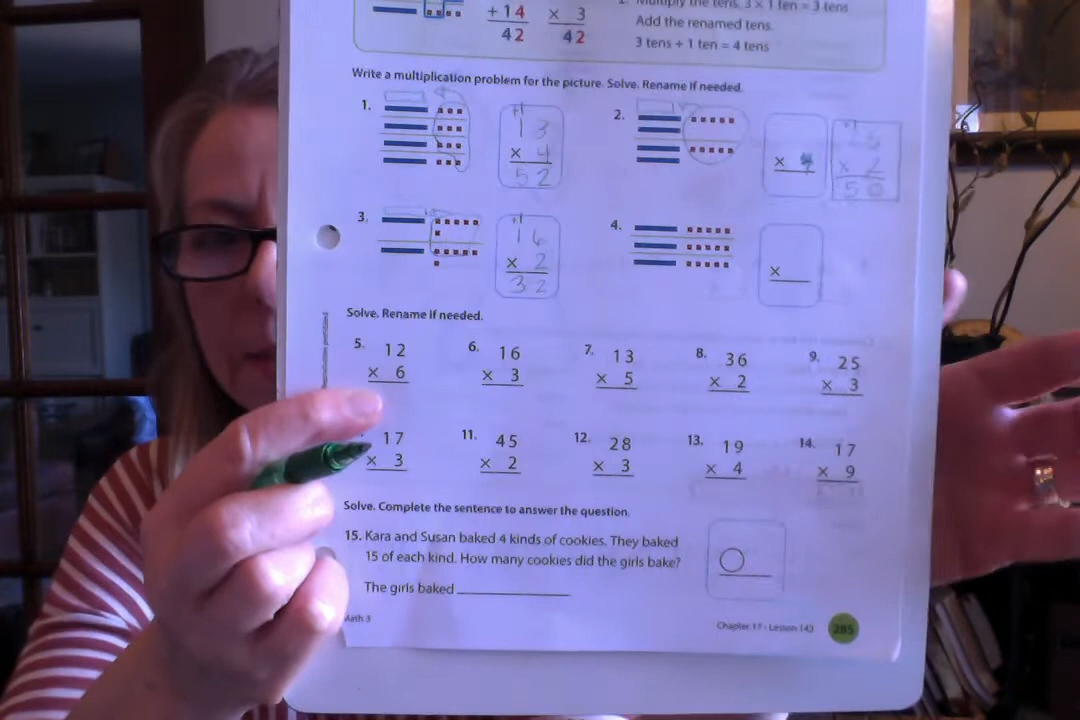 +14 × 3 2. Multiply the tens. 3 × 1 ten = 3 tens
42 42 Add the renamed tens.
3 tens + 1 ten = 4 tens
Write a multiplication problem for the picture. Solve. Rename if needed.
1. +1
13
× 4
52
2. ×
+1
25
× 2
50
3. +1
16
× 2
32
4. ×
Solve. Rename if needed.
5. 12 6. 16 7. 13 8. 36 9. 25
× 6 × 3 × 5 × 2 × 3
17 11. 45 12. 28 13. 19 14. 17
× 3 × 2 × 3 × 4 × 9
Solve. Complete the sentence to answer the question.
15. Kara and Susan baked 4 kinds of cookies. They baked
15 of each kind. How many cookies did the girls bake?
The girls baked
Math 3 Chapter 17 • Lesson 143 285